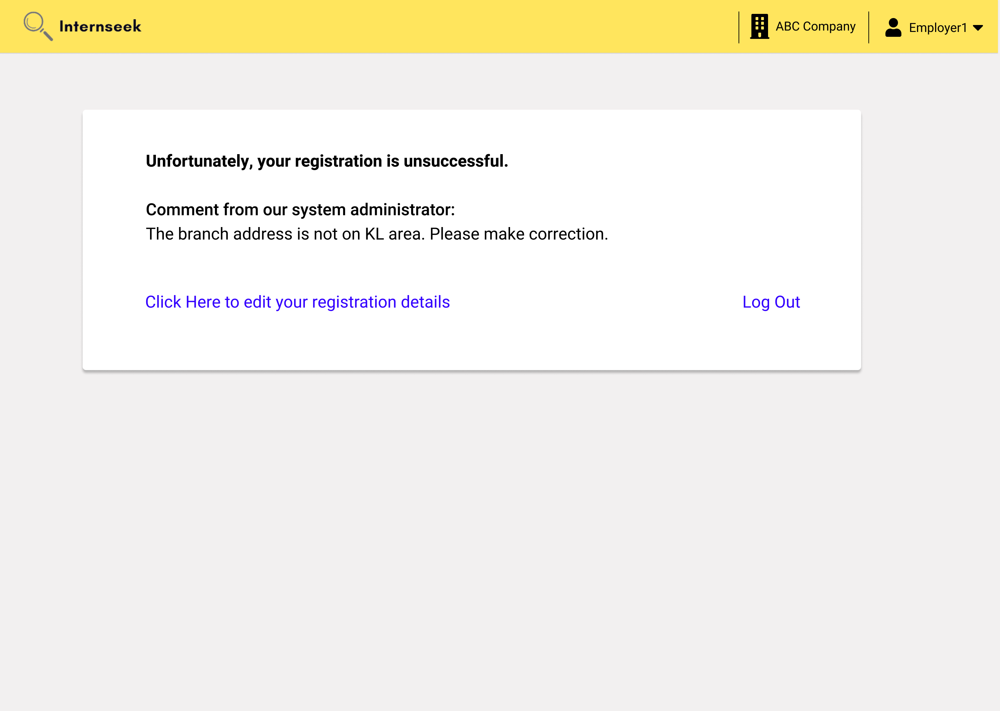 Internseek
ABC Company
Employer1
Unfortunately, your registration is unsuccessful.
Comment from our system administrator:
The branch address is not on KL area. Please make correction.
Click Here to edit your registration details
Log Out